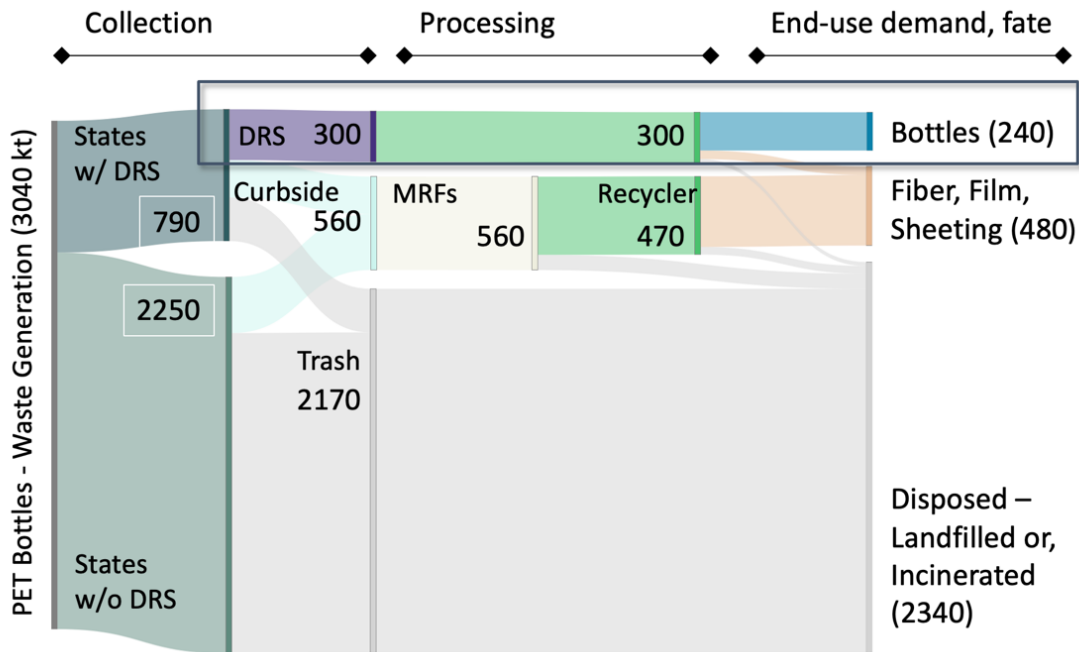 Collection
Processing
End-use demand, fate
PET Bottles - Waste Generation (3040 kt)
States
w/ DRS
790
2250
States
w/o DRS
DRS 300
Curbside
560
Trash
2170
300
MRFs
560
Recycler
470
Bottles (240)
Fiber, Film,
Sheeting (480)
Disposed –
Landfilled or,
Incinerated
(2340)